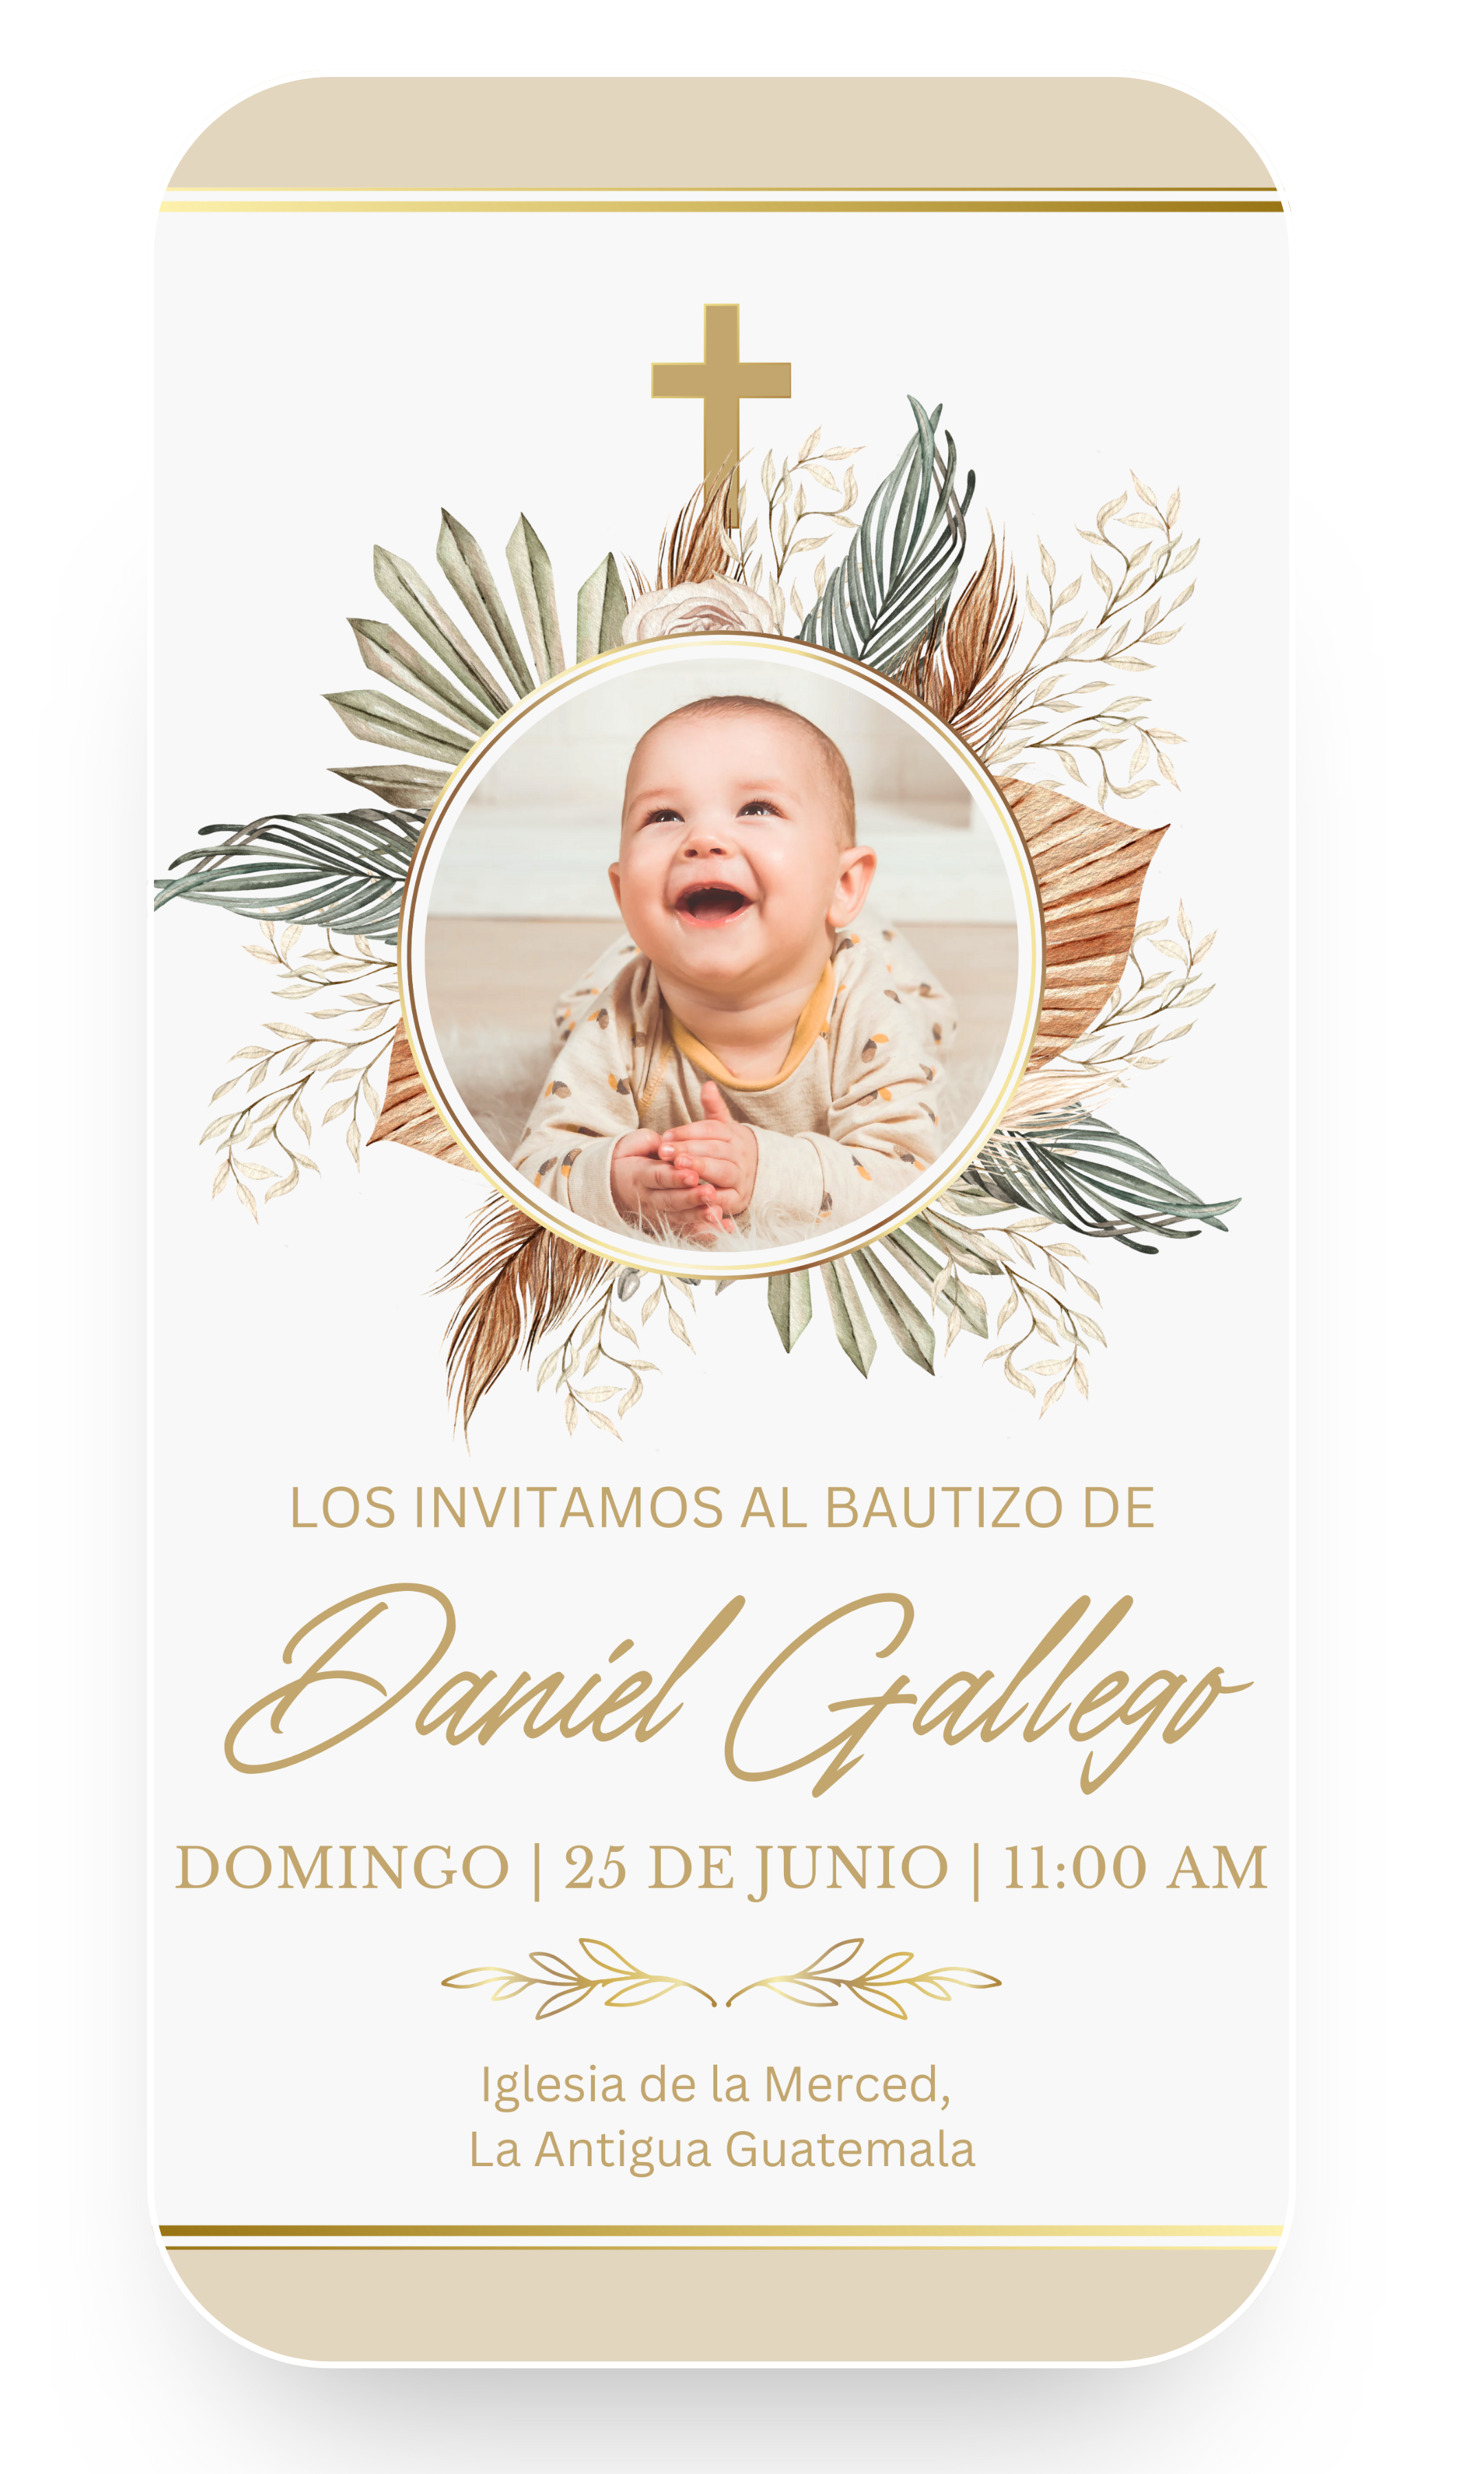 LOS INVITAMOS AL BAUTIZO DE
Daniel Gallego
DOMINGO | 25 DE JUNIO | 11:00 AM
Iglesia de la Merced,
La Antigua Guatemala